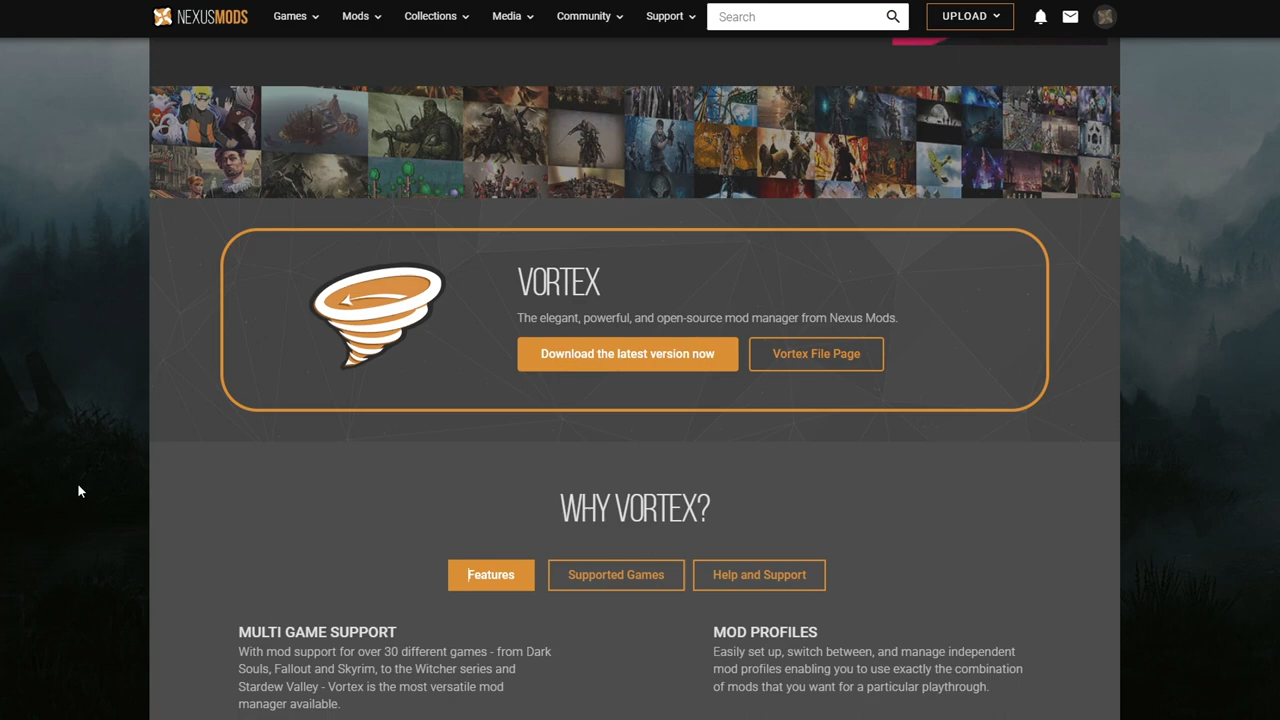 NEXUSMODS Games Mods Collections Media Community Support Search UPLOAD
VORTEX
The elegant, powerful, and open-source mod manager from Nexus Mods.
Download the latest version now Vortex File Page
WHY VORTEX?
Features Supported Games Help and Support
MULTI GAME SUPPORT
With mod support for over 30 different games - from Dark
Souls, Fallout and Skyrim, to the Witcher series and
Stardew Valley - Vortex is the most versatile mod
manager available.
MOD PROFILES
Easily set up, switch between, and manage independent
mod profiles enabling you to use exactly the combination
of mods that you want for a particular playthrough.